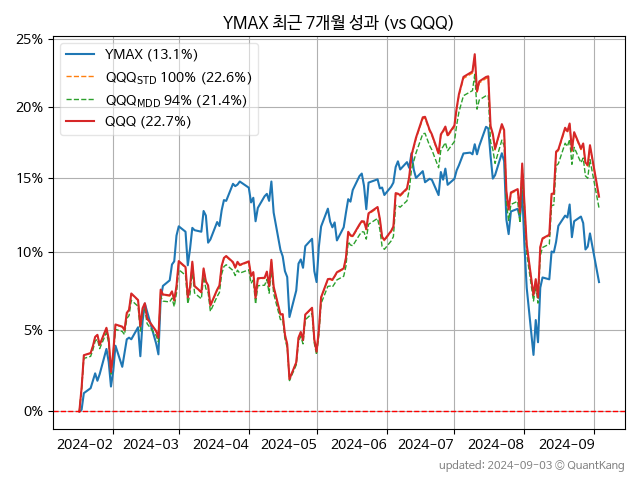 YMAX 최근 7개월 성과 (vs QQQ)
25%
20%
15%
10%
5%
0%
YMAX (13.1%)
QQQSTD 100% (22.6%)
QQQMDD 94% (21.4%)
QQQ (22.7%)
2024-02 2024-03 2024-04 2024-05 2024-06 2024-07 2024-08 2024-09
updated: 2024-09-03 © QuantKang